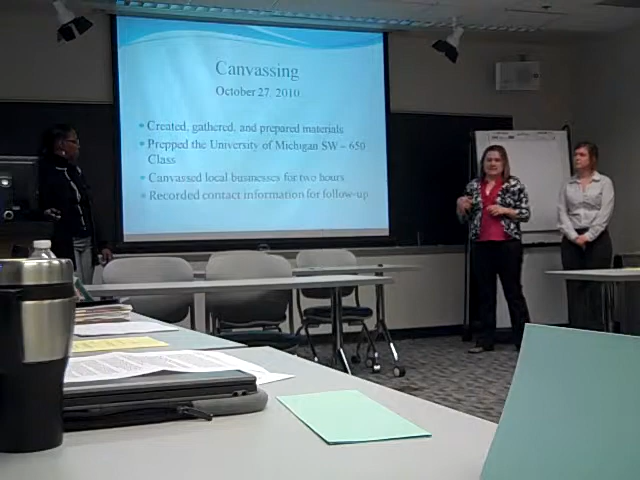 Canvassing
October 27, 2010
• Created, gathered, and prepared materials
• Prepped the University of Michigan SW – 650
Class
• Canvassed local businesses for two hours
• Recorded contact information for follow-up